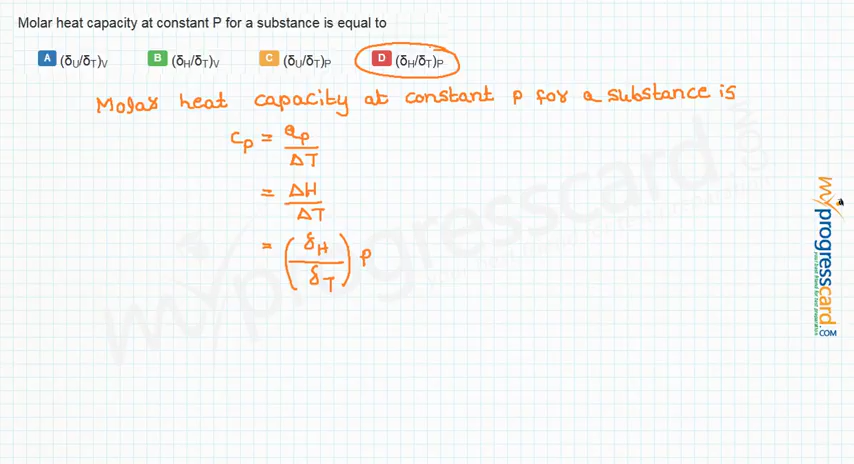 Molar heat capacity at constant P for a substance is equal to
A (δU/δT)V B (δH/δT)V C (δU/δT)P D (δH/δT)P
Molar heat capacity at constant P for a substance is
Cp = QP / ΔT
= ΔH / ΔT
= (δH / δT) P
myprogresscard
.COM
myprogresscard